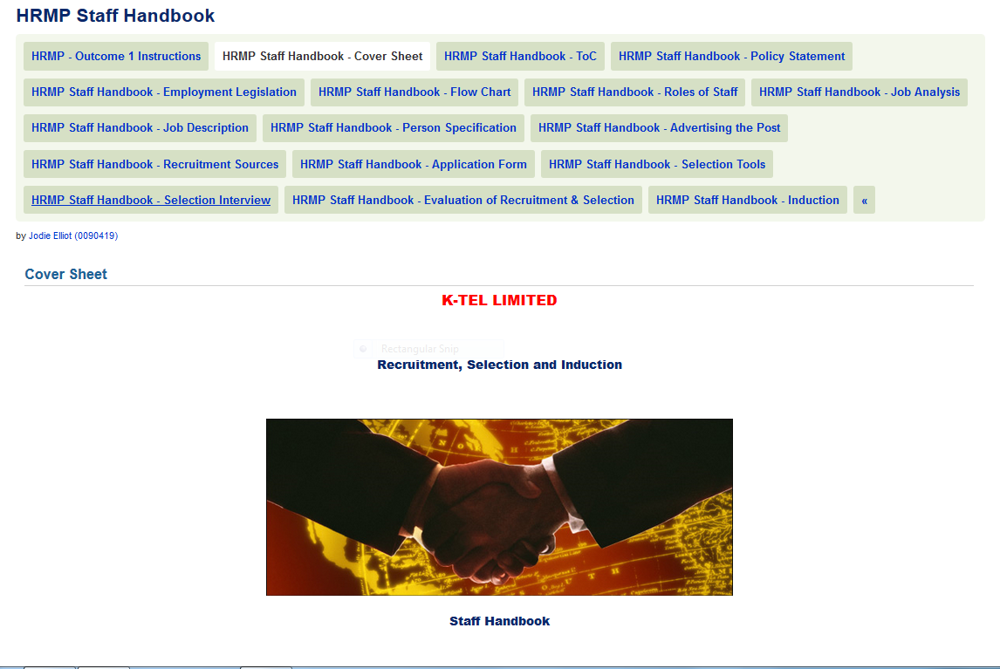 HRMP Staff Handbook
HRMP - Outcome 1 Instructions HRMP Staff Handbook - Cover Sheet HRMP Staff Handbook - ToC HRMP Staff Handbook - Policy Statement
HRMP Staff Handbook - Employment Legislation HRMP Staff Handbook - Flow Chart HRMP Staff Handbook - Roles of Staff HRMP Staff Handbook - Job Analysis
HRMP Staff Handbook - Job Description HRMP Staff Handbook - Person Specification HRMP Staff Handbook - Advertising the Post
HRMP Staff Handbook - Recruitment Sources HRMP Staff Handbook - Application Form HRMP Staff Handbook - Selection Tools
HRMP Staff Handbook - Selection Interview HRMP Staff Handbook - Evaluation of Recruitment & Selection HRMP Staff Handbook - Induction «
by Jodie Elliot (0090419)
Cover Sheet
K-TEL LIMITED
Rectangular Snip
Recruitment, Selection and Induction
Staff Handbook